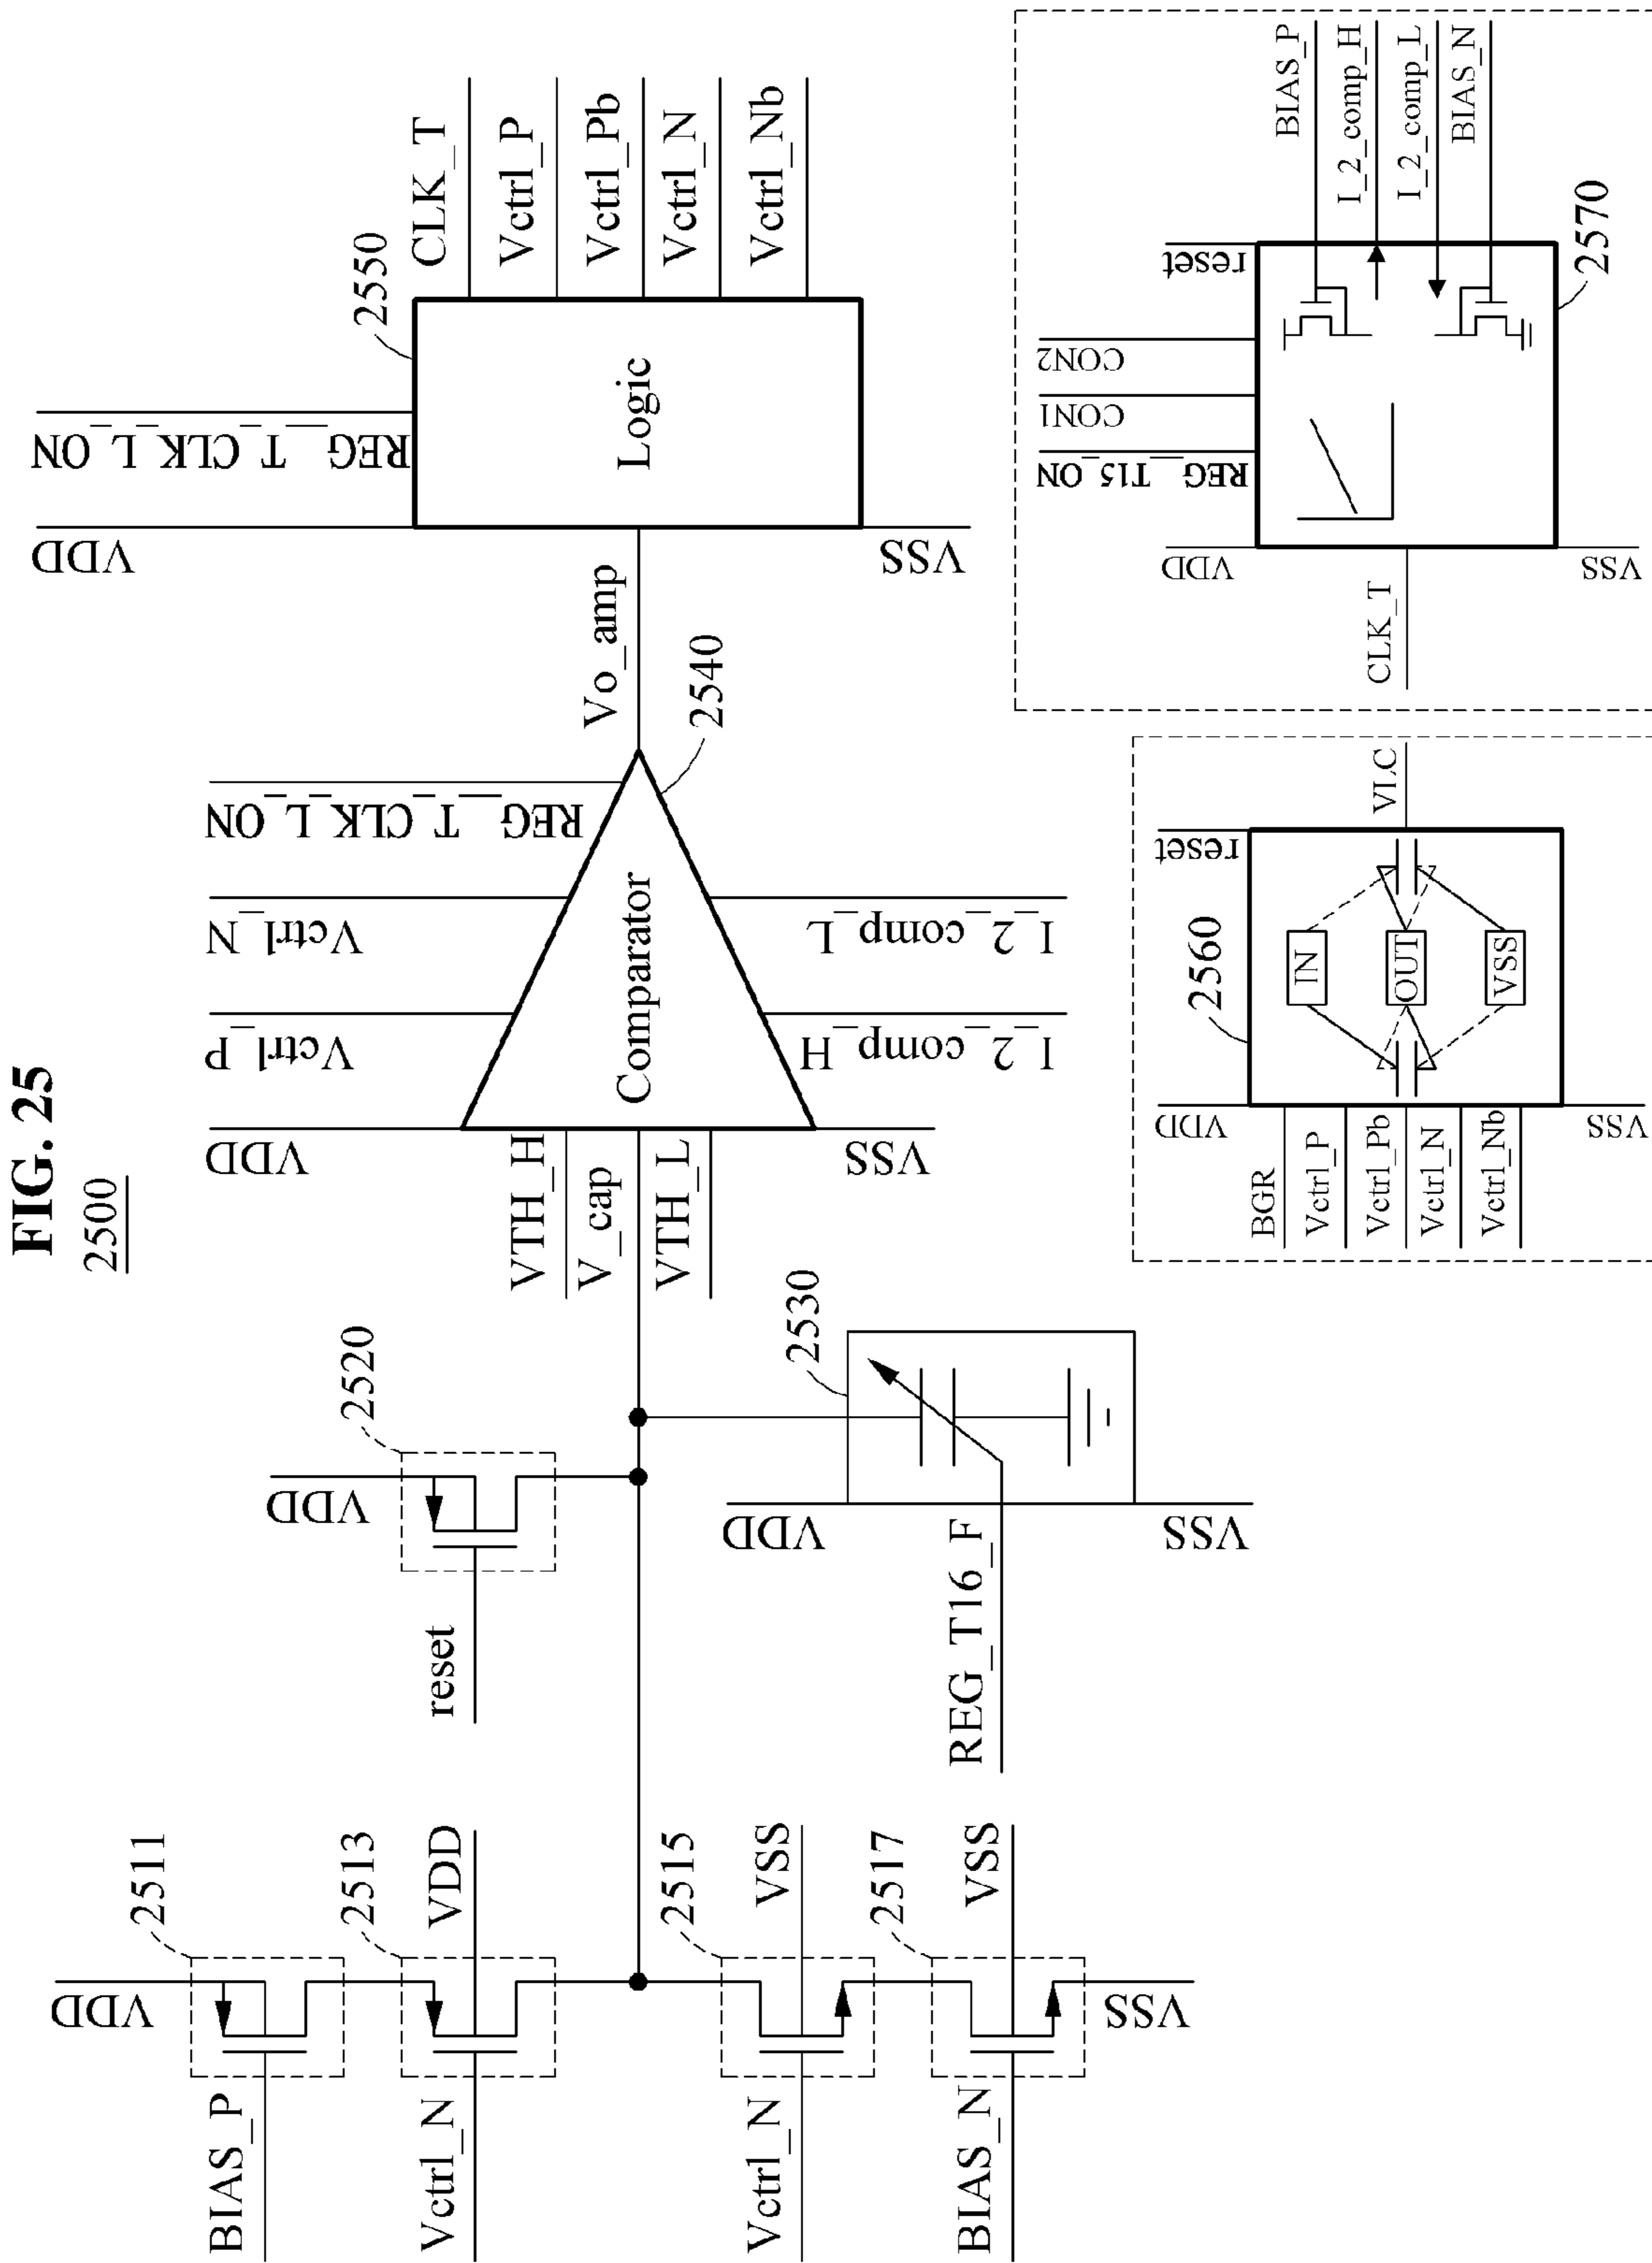 FIG. 25
2500
VDD
2511
BIAS_P
2513
VDD
Vctrl_N
2515
VSS
Vctrl_N
2517
VSS
BIAS_N
VSS
VDD
2520
reset
2530
VDD
REG_T16_F
VSS
VTH_H
V_cap
VTH_L
VDD
Vctrl_P
Vctrl_N
REG__T_CLK_L_ON
Comparator
VSS
I_2_comp_H
I_2_comp_L
2540
Vo_amp
VDD
REG__T_CLK_L_ON
2550
Logic
VSS
CLK_T
Vctrl_P
Vctrl_Pb
Vctrl_N
Vctrl_Nb
2560
VDD
reset
BGR
Vctrl_P
Vctrl_Pb
Vctrl_N
Vctrl_Nb
IN
OUT
VSS
VLC
VSS
VDD
REG__T15_ON
CON1
CON2
reset
CLK_T
BIAS_P
I_2_comp_H
I_2_comp_L
BIAS_N
VSS
2570